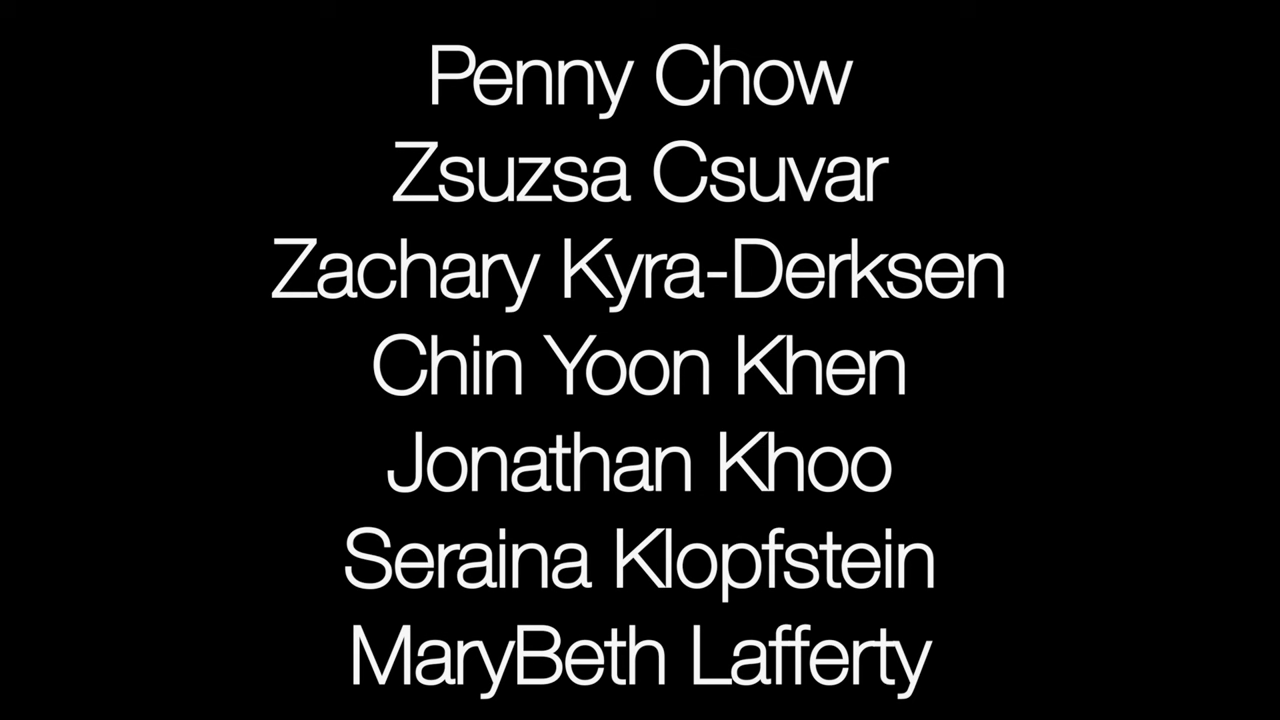 Penny Chow
Zsuzsa Csuvar
Zachary Kyra-Derksen
Chin Yoon Khen
Jonathan Khoo
Seraina Klopfstein
MaryBeth Lafferty